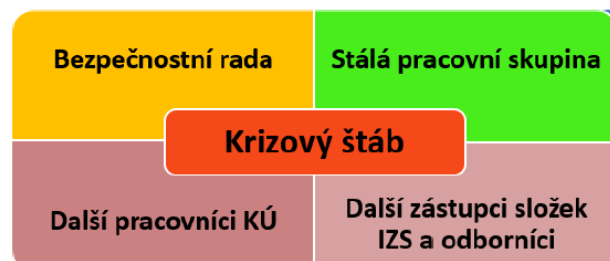 Bezpečnostní rada
Stálá pracovní skupina
Krizový štáb
Další pracovníci KÚ
Další zástupci složek
IZS a odborníci